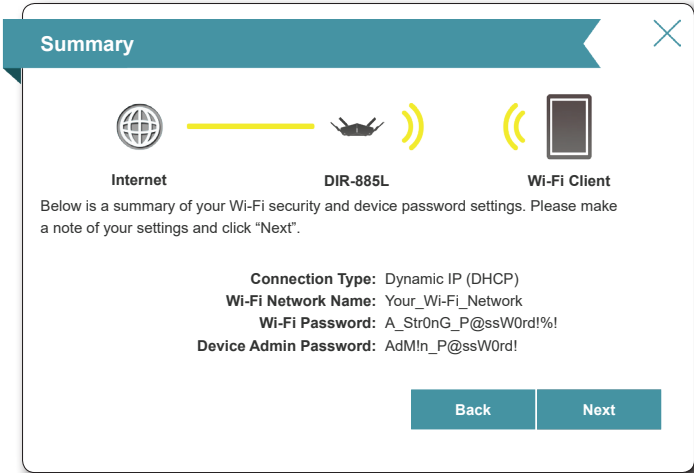 Summary
Internet
DIR-885L
Wi-Fi Client
Below is a summary of your Wi-Fi security and device password settings. Please make
a note of your settings and click “Next”.
Connection Type: Dynamic IP (DHCP)
Wi-Fi Network Name: Your_Wi-Fi_Network
Wi-Fi Password: A_Str0nG_P@ssW0rd!%!
Device Admin Password: AdM!n_P@ssW0rd!
Back
Next